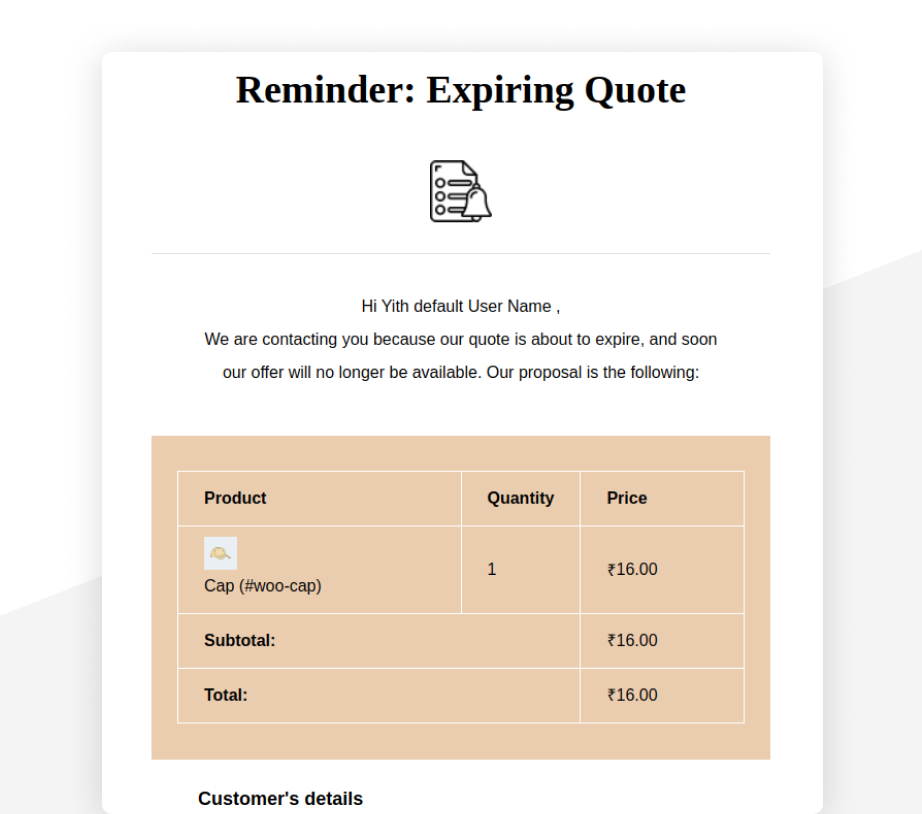 Reminder: Expiring Quote
Hi Yith default User Name ,
We are contacting you because our quote is about to expire, and soon
our offer will no longer be available. Our proposal is the following:
Product Quantity Price
Cap (#woo-cap) 1 ₹16.00
Subtotal: ₹16.00
Total: ₹16.00
Customer's details